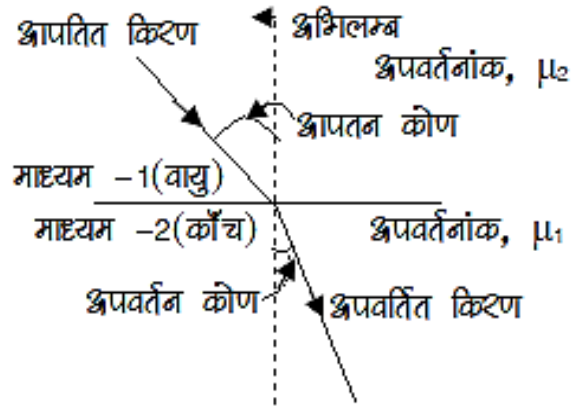 आपतित किरण
अभिलम्ब
अपवर्तनांक, μ2
आपतन कोण
माध्यम -1(वायु)
माध्यम -2(काँच)
अपवर्तनांक, μ1
अपवर्तन कोण
अपवर्तित किरण